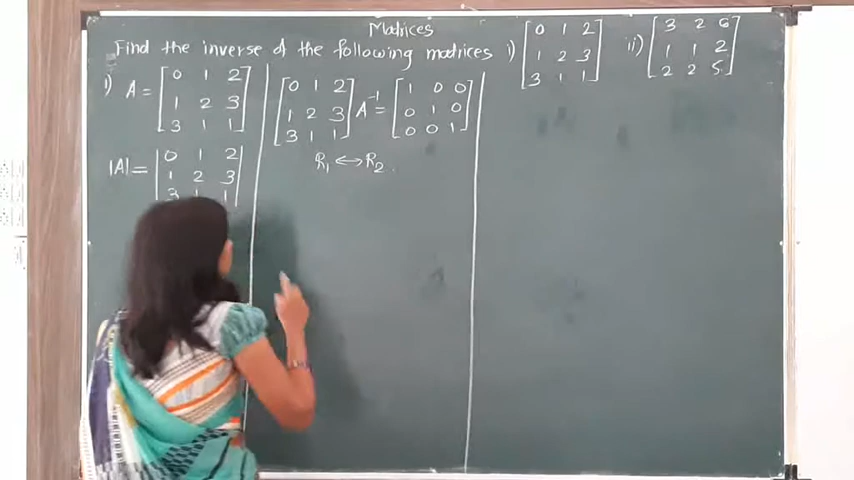 Matrices
Find the inverse of the following matrices i) [0 1 2 ii) [3 2 6
1 2 3 1 1 2
3 1 1] 2 2 5]
i) A = [0 1 2
1 2 3
3 1 1]
|A| = |0 1 2
1 2 3
3 1 1|
[0 1 2
1 2 3
3 1 1] A⁻¹ = [1 0 0
0 1 0
0 0 1]
R₁ ↔ R₂